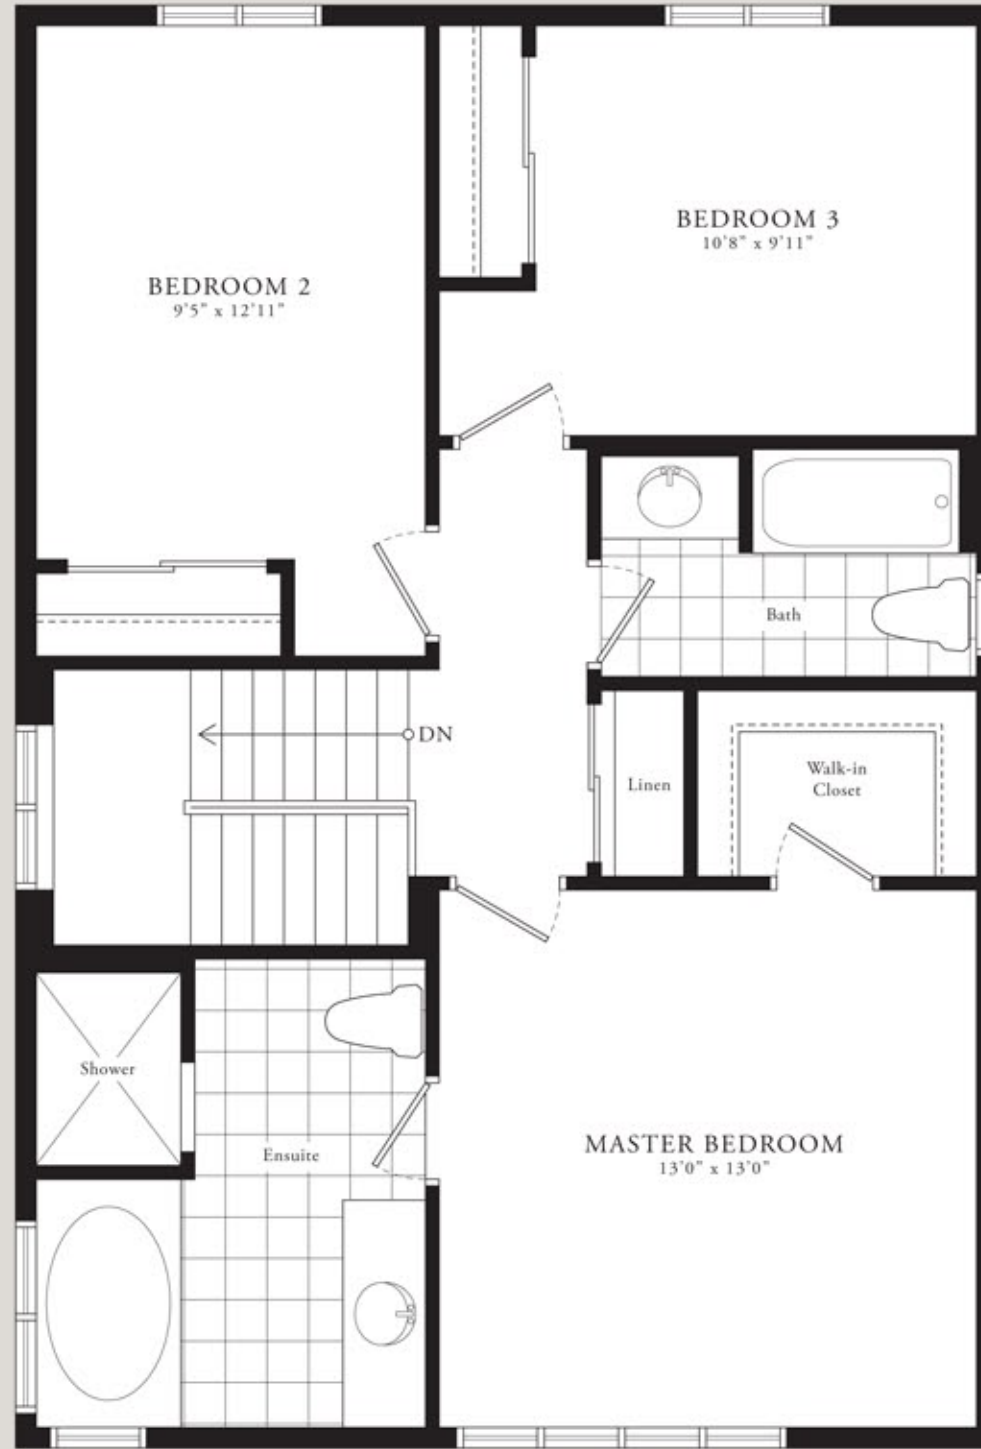 BEDROOM 2
9'5" x 12'11"
BEDROOM 3
10'8" x 9'11"
Bath
DN
Linen
Walk-in
Closet
Shower
Ensuite
MASTER BEDROOM
13'0" x 13'0"